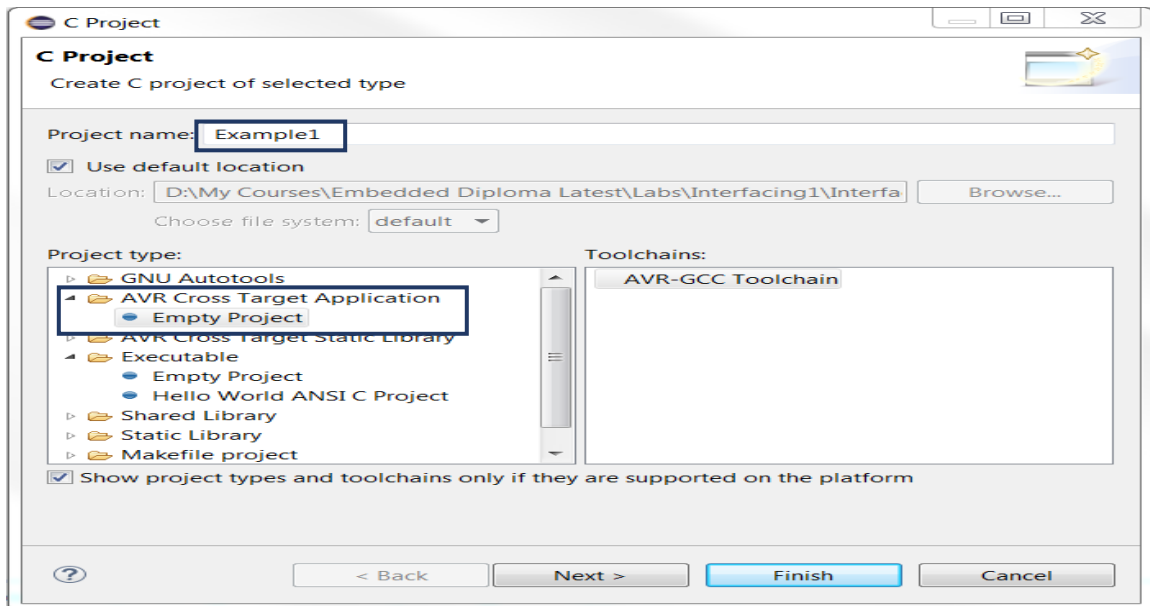 C Project
C Project
Create C project of selected type
Project name: Example1
Use default location
Location: D:\My Courses\Embedded Diploma Latest\Labs\Interfacing1\Interfa Browse...
Choose file system: default
Project type: Toolchains:
GNU Autotools AVR-GCC Toolchain
AVR Cross Target Application
Empty Project
AVR Cross Target Static Library
Executable
Empty Project
Hello World ANSI C Project
Shared Library
Static Library
Makefile project
Show project types and toolchains only if they are supported on the platform
? < Back Next > Finish Cancel